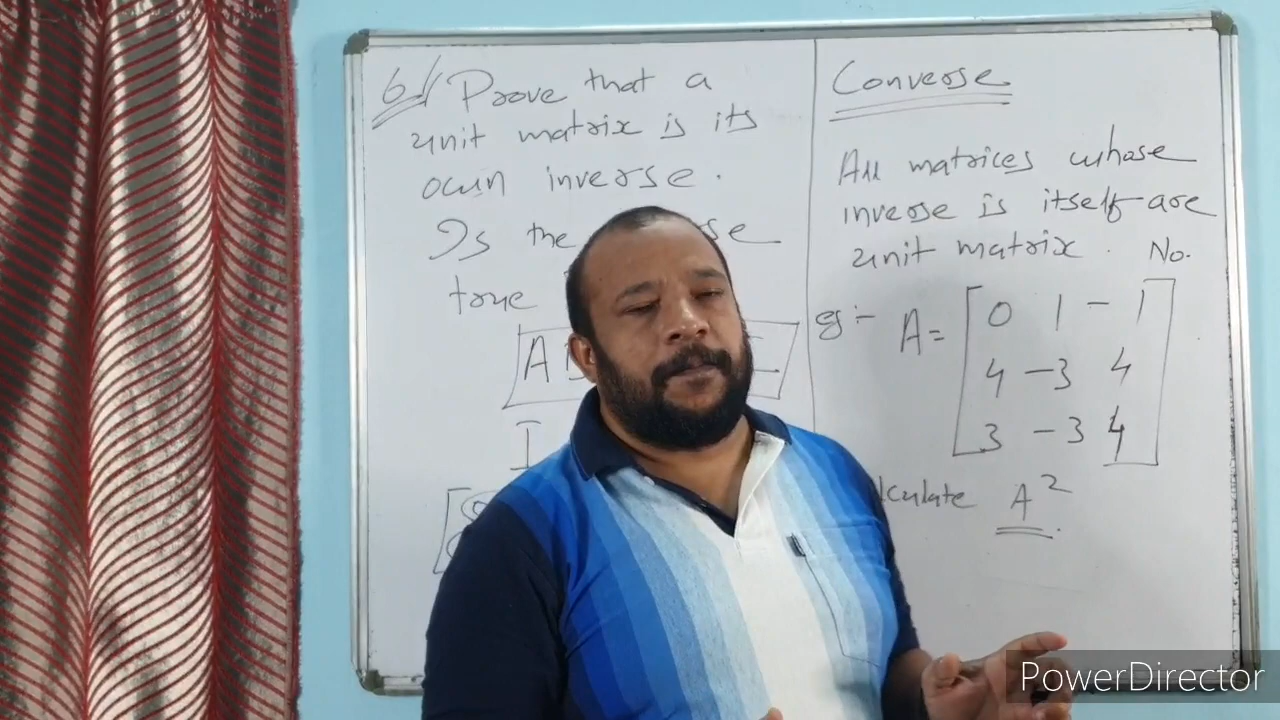 6. Prove that a
unit matrix is its
own inverse.
Is the
true
A
I
Converse
All matrices whose
inverse is itself are
unit matrix. No.
eg:- A= [ 0 1 -1
4 -3 4
3 -3 4 ]
A²
PowerDirector